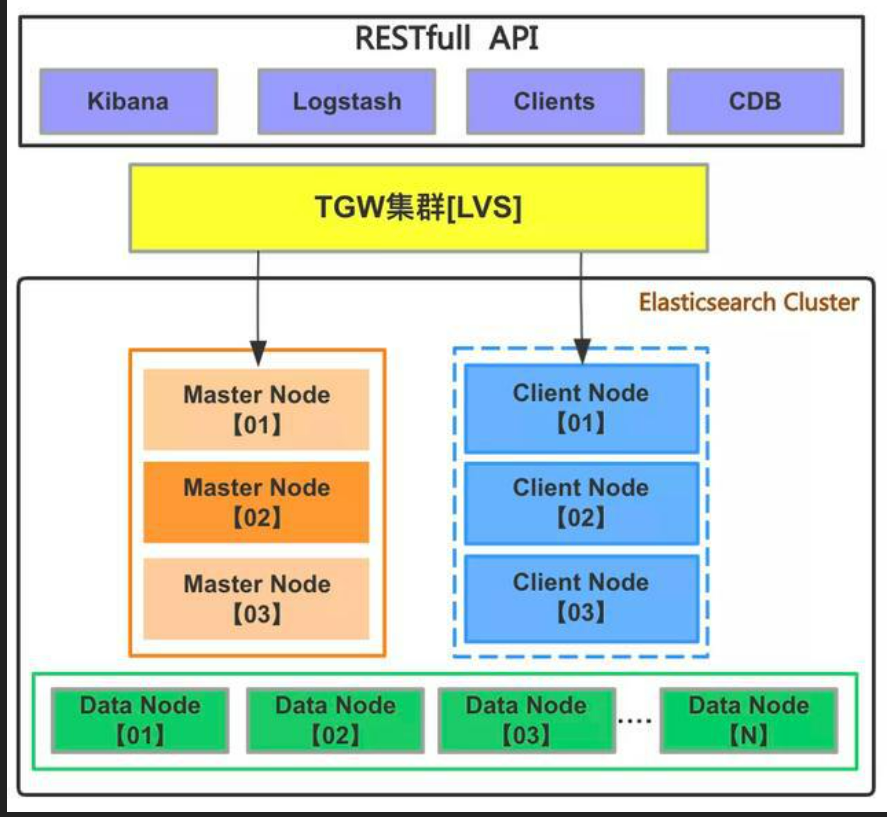 RESTfull API
Kibana
Logstash
Clients
CDB
TGW集群[LVS]
Elasticsearch Cluster
Master Node
【01】
Master Node
【02】
Master Node
【03】
Client Node
【01】
Client Node
【02】
Client Node
【03】
Data Node
【01】
Data Node
【02】
Data Node
【03】
....
Data Node
【N】